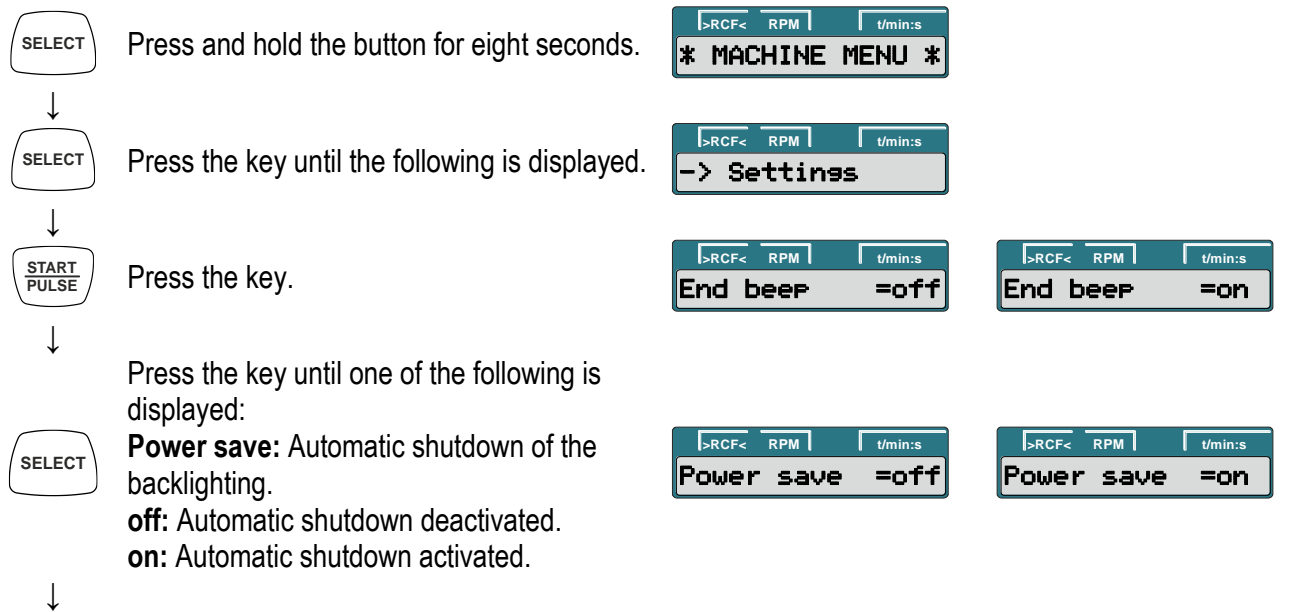 SELECT
Press and hold the button for eight seconds.
>RCF< RPM t/min:s
* MACHINE MENU *
↓
SELECT
Press the key until the following is displayed.
>RCF< RPM t/min:s
-> Settings
↓
START
PULSE
Press the key.
>RCF< RPM t/min:s
End beep =off
>RCF< RPM t/min:s
End beep =on
↓
SELECT
Press the key until one of the following is
displayed:
Power save: Automatic shutdown of the
backlighting.
off: Automatic shutdown deactivated.
on: Automatic shutdown activated.
>RCF< RPM t/min:s
Power save =off
>RCF< RPM t/min:s
Power save =on
↓